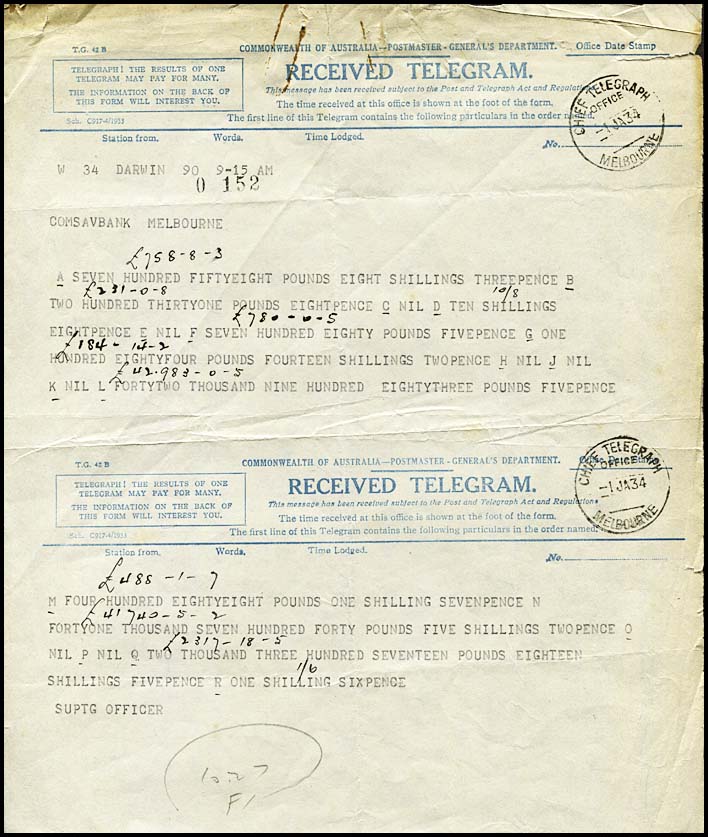 T.G. 42 B
COMMONWEALTH OF AUSTRALIA—POSTMASTER-GENERAL'S DEPARTMENT.
Office Date Stamp
TELEGRAPH! THE RESULTS OF ONE
TELEGRAM MAY PAY FOR MANY.
THE INFORMATION ON THE BACK OF
THIS FORM WILL INTEREST YOU.
RECEIVED TELEGRAM.
This message has been received subject to the Post and Telegraph Act and Regulations
The time received at this office is shown at the foot of the form.
Sch. C917-4/1933
The first line of this Telegram contains the following particulars in the order named.
CHIEF TELEGRAPH
OFFICE
-1JA34
MELBOURNE
Station from. Words. Time Lodged. No.
W 34 DARWIN 90 9-15 AM
0 152
COMSAVBANK MELBOURNE
£758-8-3
A SEVEN HUNDRED FIFTYEIGHT POUNDS EIGHT SHILLINGS THREEPENCE B
£231-0-8 10/8
TWO HUNDRED THIRTYONE POUNDS EIGHTPENCE C NIL D TEN SHILLINGS
£780-0-5
EIGHTPENCE E NIL F SEVEN HUNDRED EIGHTY POUNDS FIVEPENCE G ONE
£184-14-2
HUNDRED EIGHTYFOUR POUNDS FOURTEEN SHILLINGS TWOPENCE H NIL J NIL
£42.983-0-5
K NIL L FORTYTWO THOUSAND NINE HUNDRED EIGHTYTHREE POUNDS FIVEPENCE
T.G. 42 B
COMMONWEALTH OF AUSTRALIA—POSTMASTER-GENERAL'S DEPARTMENT.
TELEGRAPH! THE RESULTS OF ONE
TELEGRAM MAY PAY FOR MANY.
THE INFORMATION ON THE BACK OF
THIS FORM WILL INTEREST YOU.
RECEIVED TELEGRAM.
This message has been received subject to the Post and Telegraph Act and Regulations
The time received at this office is shown at the foot of the form.
Sch. C917-4/1933
The first line of this Telegram contains the following particulars in the order named.
CHIEF TELEGRAPH
OFFICE
-1JA34
MELBOURNE
Station from. Words. Time Lodged. No.
£488-1-7
M FOUR HUNDRED EIGHTYEIGHT POUNDS ONE SHILLING SEVENPENCE N
£41740-5-2
FORTYONE THOUSAND SEVEN HUNDRED FORTY POUNDS FIVE SHILLINGS TWOPENCE O
£2317-18-5
NIL P NIL Q TWO THOUSAND THREE HUNDRED SEVENTEEN POUNDS EIGHTEEN
1/6
SHILLINGS FIVEPENCE R ONE SHILLING SIXPENCE
SUPTG OFFICER
10.27